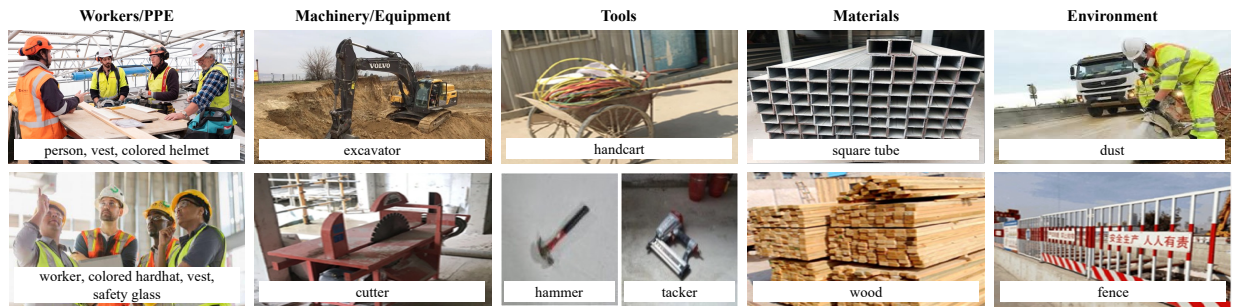 Workers/PPE
Machinery/Equipment
Tools
Materials
Environment
VOLVO
person, vest, colored helmet
excavator
handcart
square tube
dust
安全生产 人人有责
worker, colored hardhat, vest,
safety glass
cutter
hammer
tacker
wood
fence